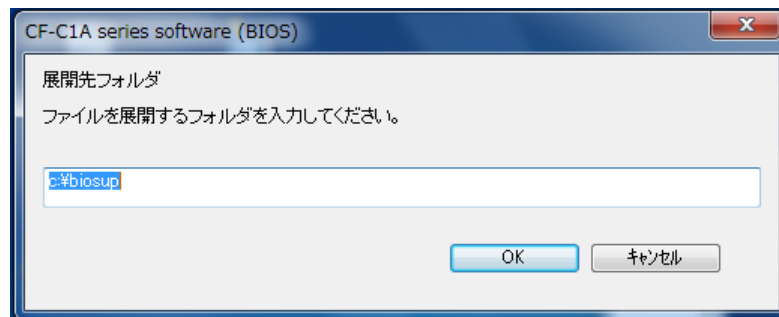 CF-C1A series software (BIOS)
展開先フォルダ
ファイルを展開するフォルダを入力してください。
c:¥biosup
OK
ｷｬﾝｾﾙ